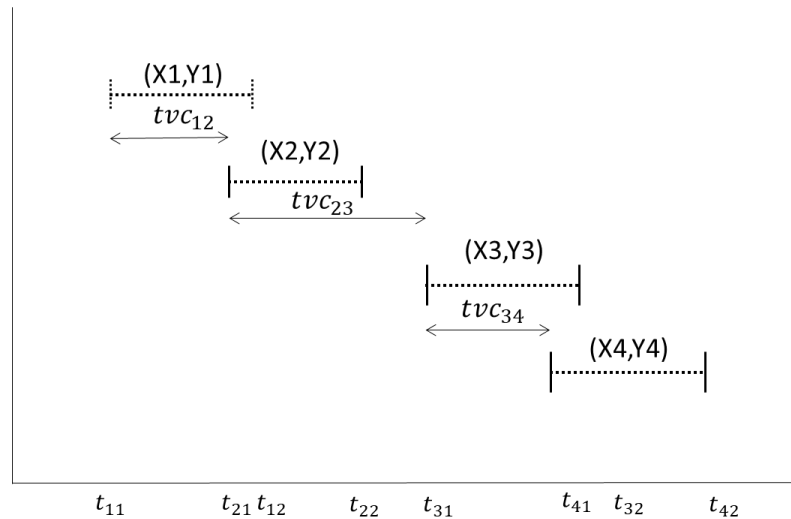 (X1,Y1)
tvc₁₂
(X2,Y2)
tvc₂₃
(X3,Y3)
tvc₃₄
(X4,Y4)
t₁₁ t₂₁ t₁₂ t₂₂ t₃₁ t₄₁ t₃₂ t₄₂